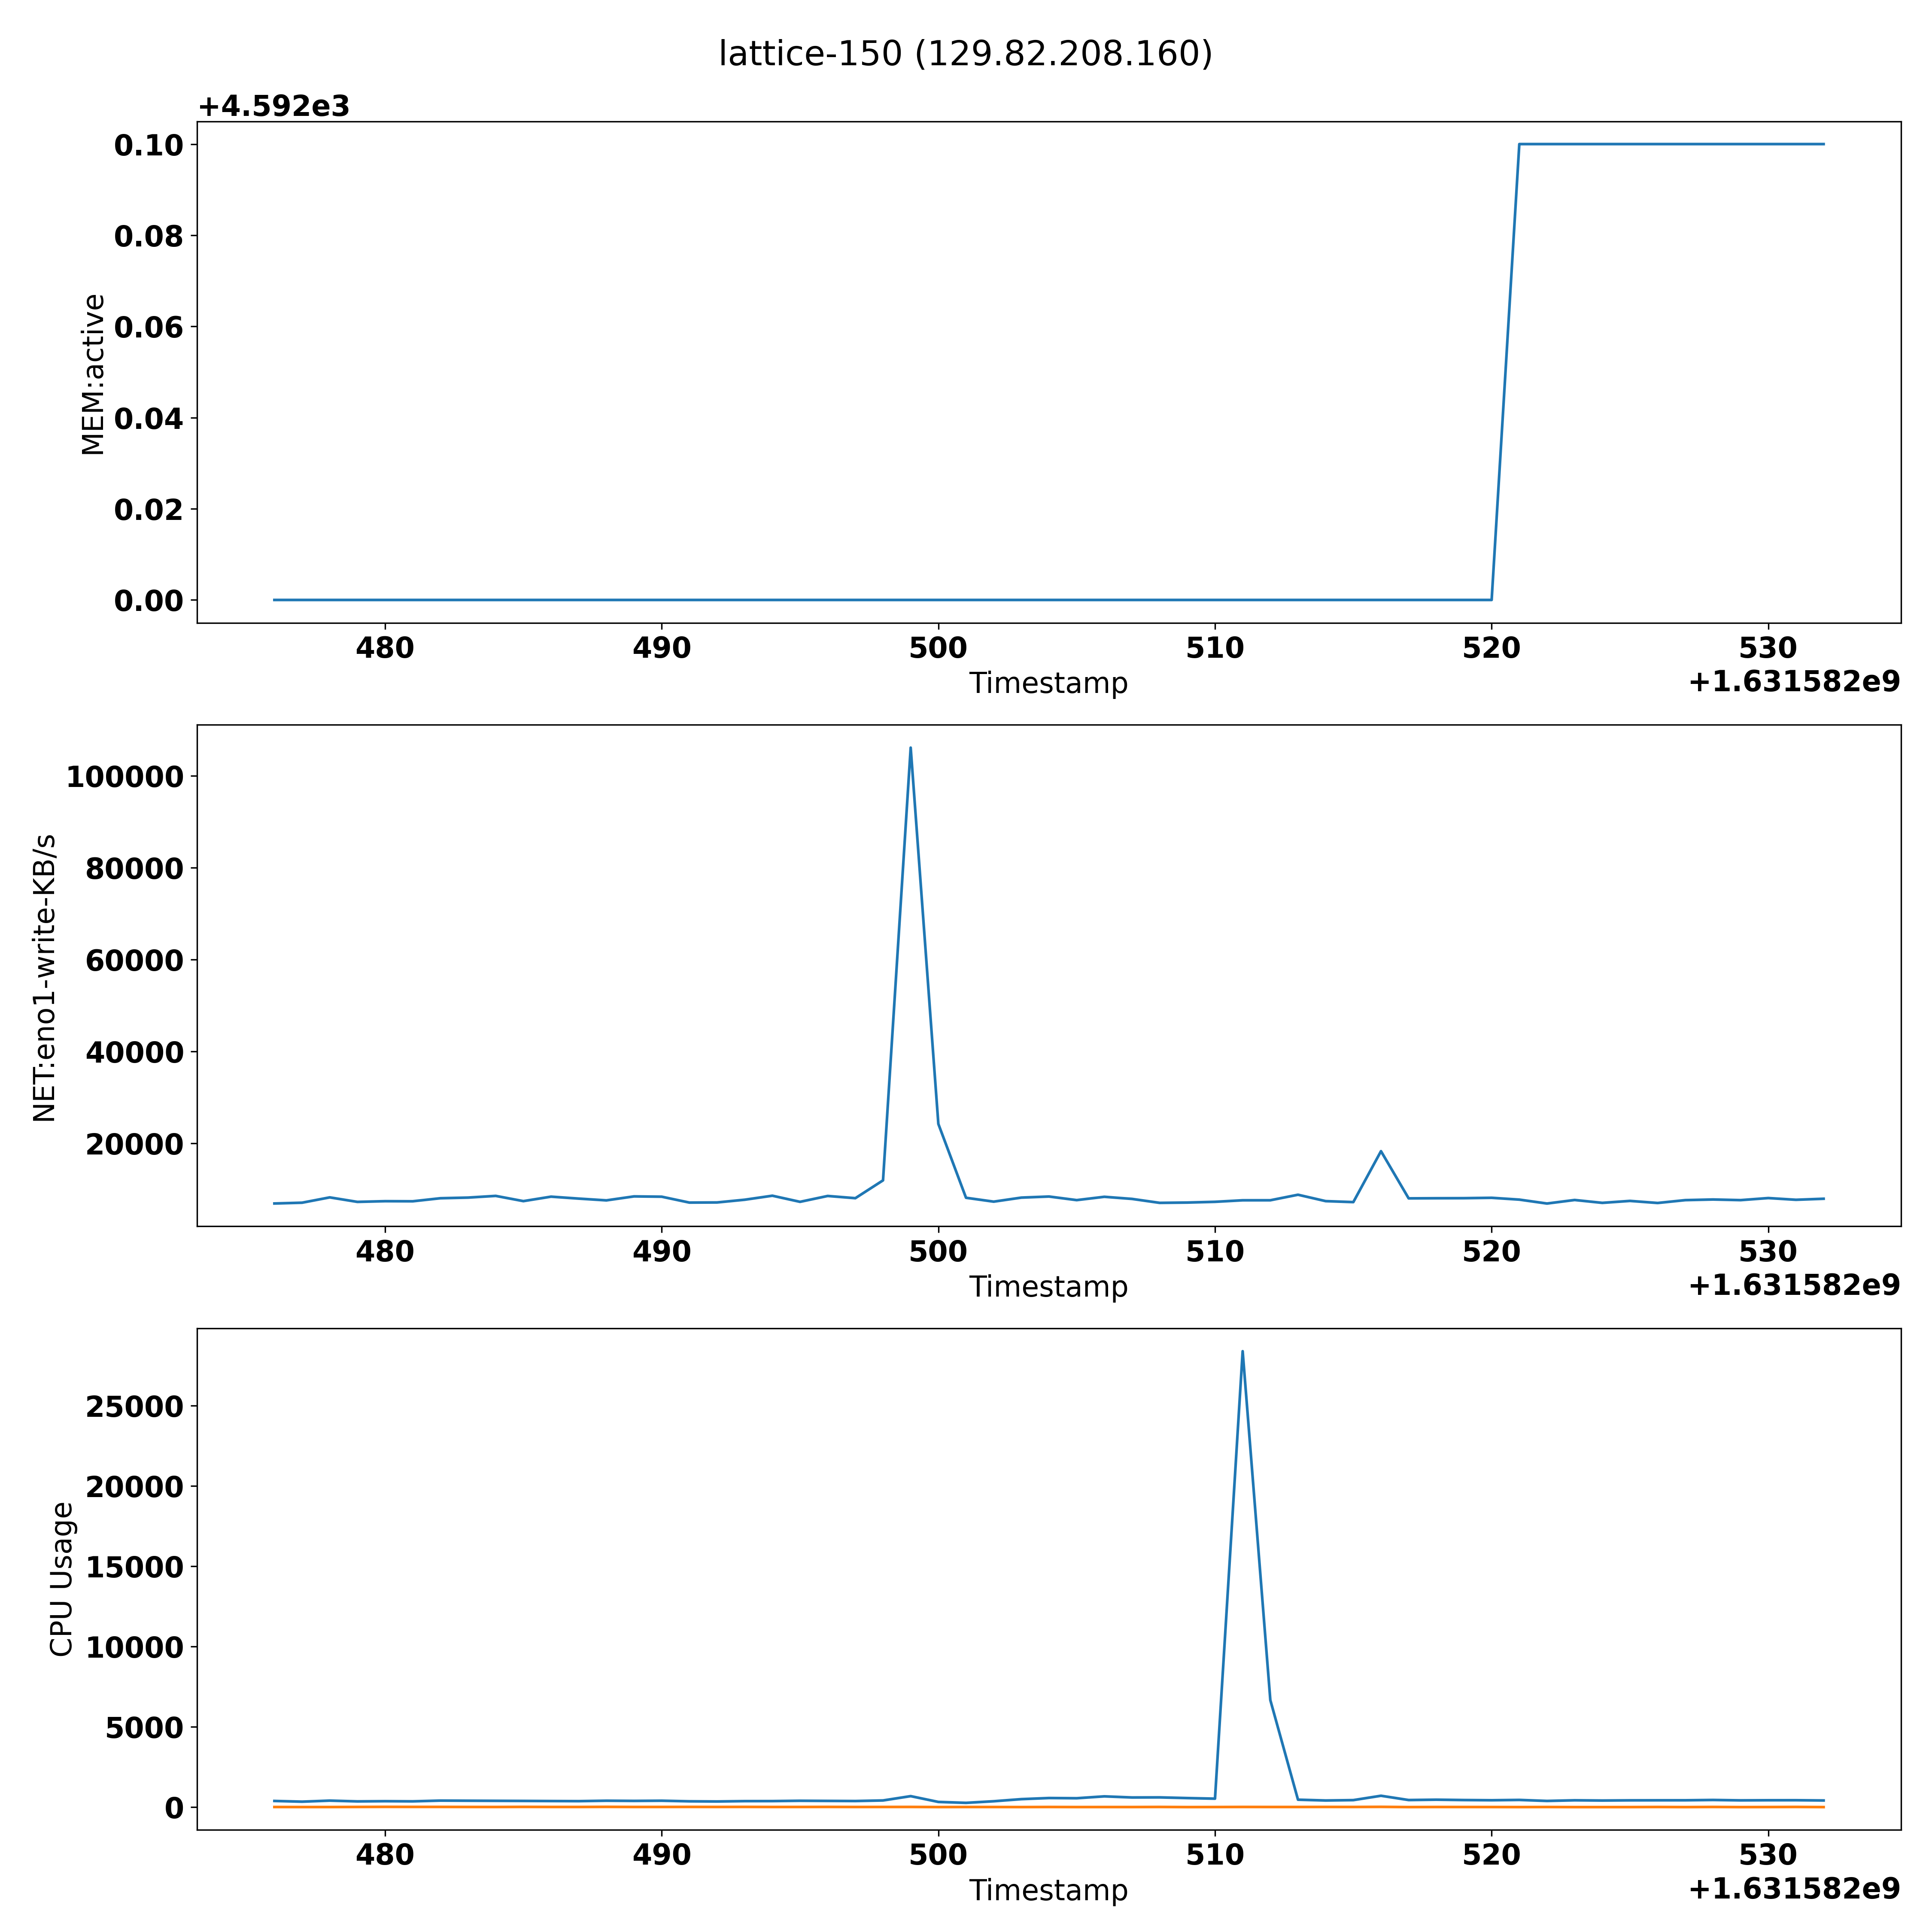 lattice-150 (129.82.208.160)
+4.592e3
0.10
0.08
0.06
0.04
0.02
0.00
MEM:active
480 490 500 510 520 530
Timestamp
+1.631582e9
100000
80000
60000
40000
20000
NET:eno1-write-KB/s
480 490 500 510 520 530
Timestamp
+1.631582e9
25000
20000
15000
10000
5000
0
CPU Usage
480 490 500 510 520 530
Timestamp
+1.631582e9